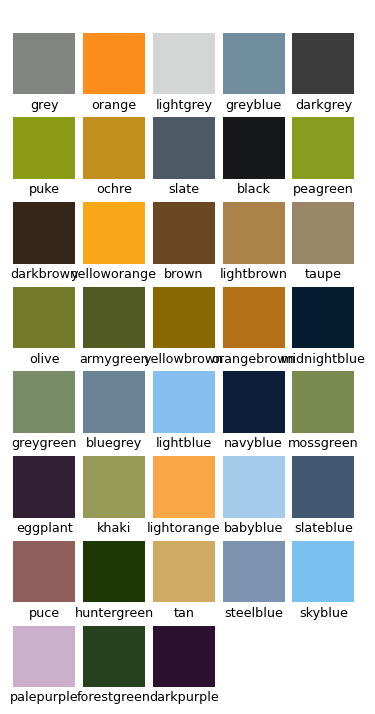 grey orange lightgrey greyblue darkgrey
puke ochre slate black peagreen
darkbrown yelloworange brown lightbrown taupe
olive armygreen yellowbrown orangebrown midnightblue
greygreen bluegrey lightblue navyblue mossgreen
eggplant khaki lightorange babyblue slateblue
puce huntergreen tan steelblue skyblue
palepurple forestgreen darkpurple